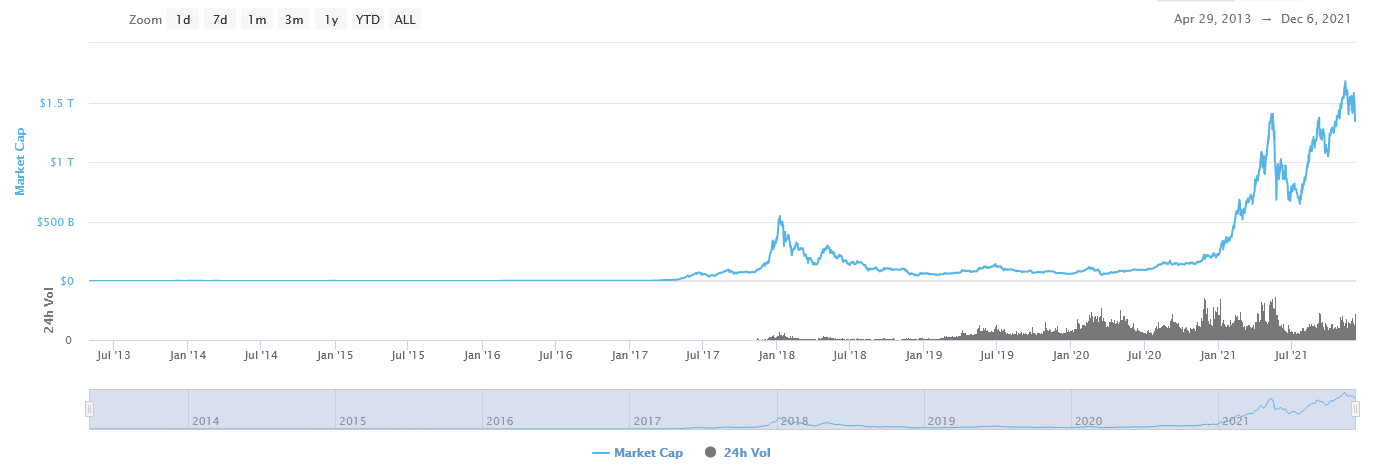 Zoom 1d 7d 1m 3m 1y YTD ALL Apr 29, 2013 → Dec 6, 2021
$1.5 T
$1 T
$500 B
$0
Market Cap
24h Vol
0
Jul '13 Jan '14 Jul '14 Jan '15 Jul '15 Jan '16 Jul '16 Jan '17 Jul '17 Jan '18 Jul '18 Jan '19 Jul '19 Jan '20 Jul '20 Jan '21 Jul '21
2014 2015 2016 2017 2018 2019 2020 2021
Market Cap 24h Vol